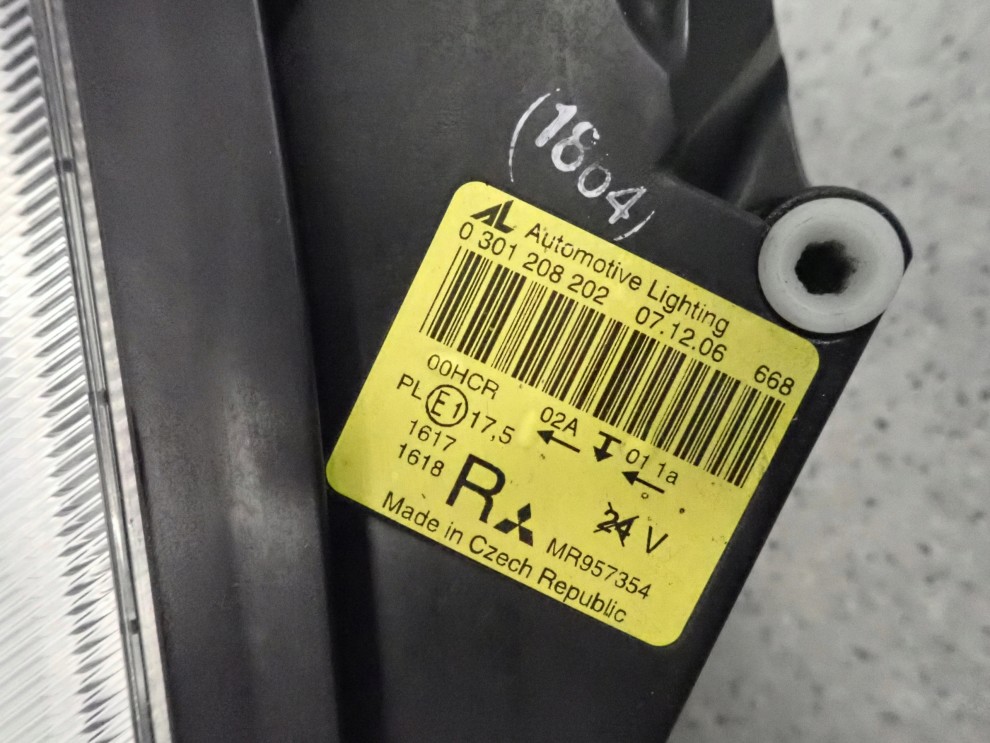 (1804)
AL Automotive Lighting
0 301 208 202 07.12.06 668
00HCR 02A 01 1a
PL E1 17,5
1617
1618
R 24 V
MR957354
Made in Czech Republic